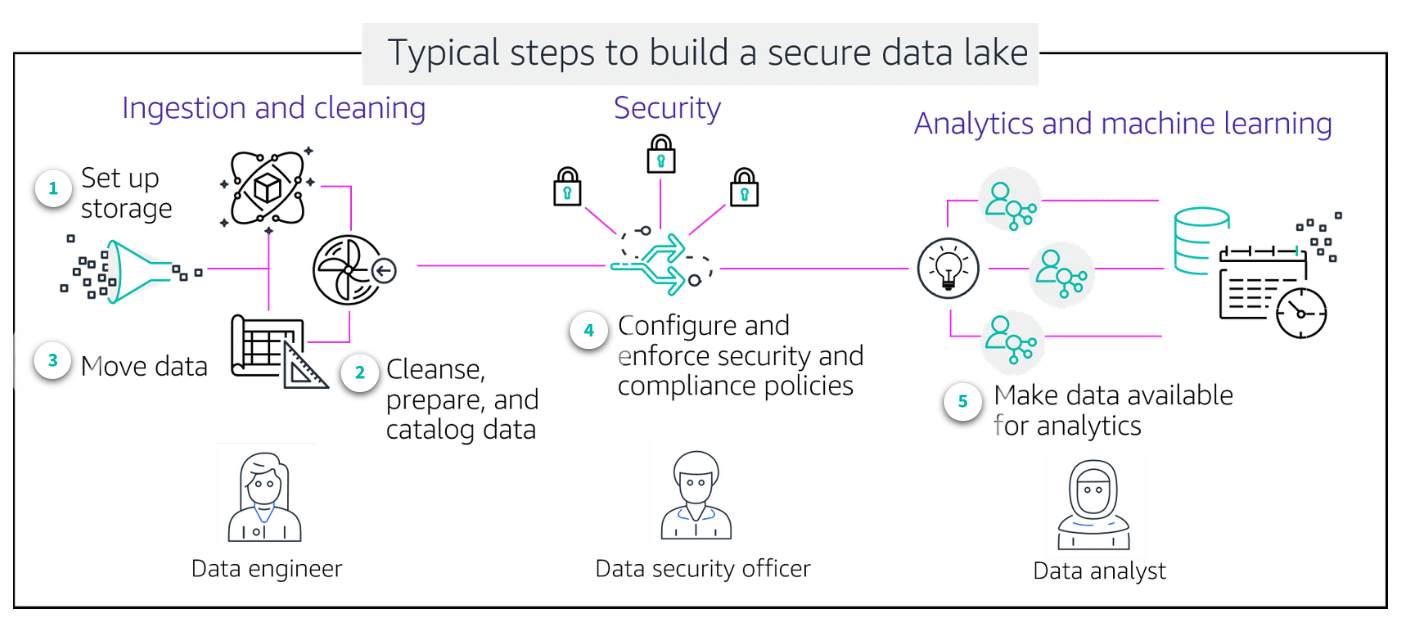 Typical steps to build a secure data lake
Ingestion and cleaning
1
Set up
storage
3
Move data
2
Cleanse,
prepare, and
catalog data
Data engineer
Security
4
Configure and
enforce security and
compliance policies
Data security officer
Analytics and machine learning
5
Make data available
for analytics
Data analyst